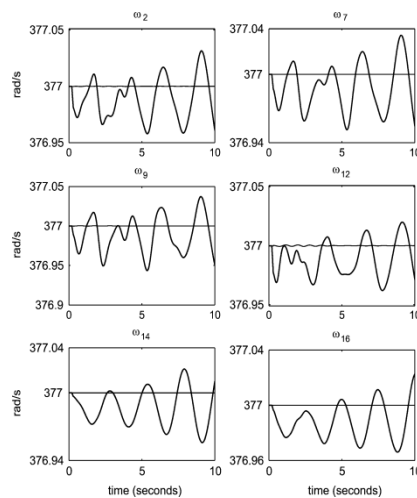 ω2 ω7
377.05 377.04
rad/s 377 377
376.95 376.94
0 5 10 0 5 10
ω9 ω12
377.05 377.05
rad/s 377 377
376.95
376.9 376.95
0 5 10 0 5 10
ω14 ω16
377.04 377.04
rad/s 377 377
376.94 376.96
0 5 10 0 5 10
time (seconds) time (seconds)